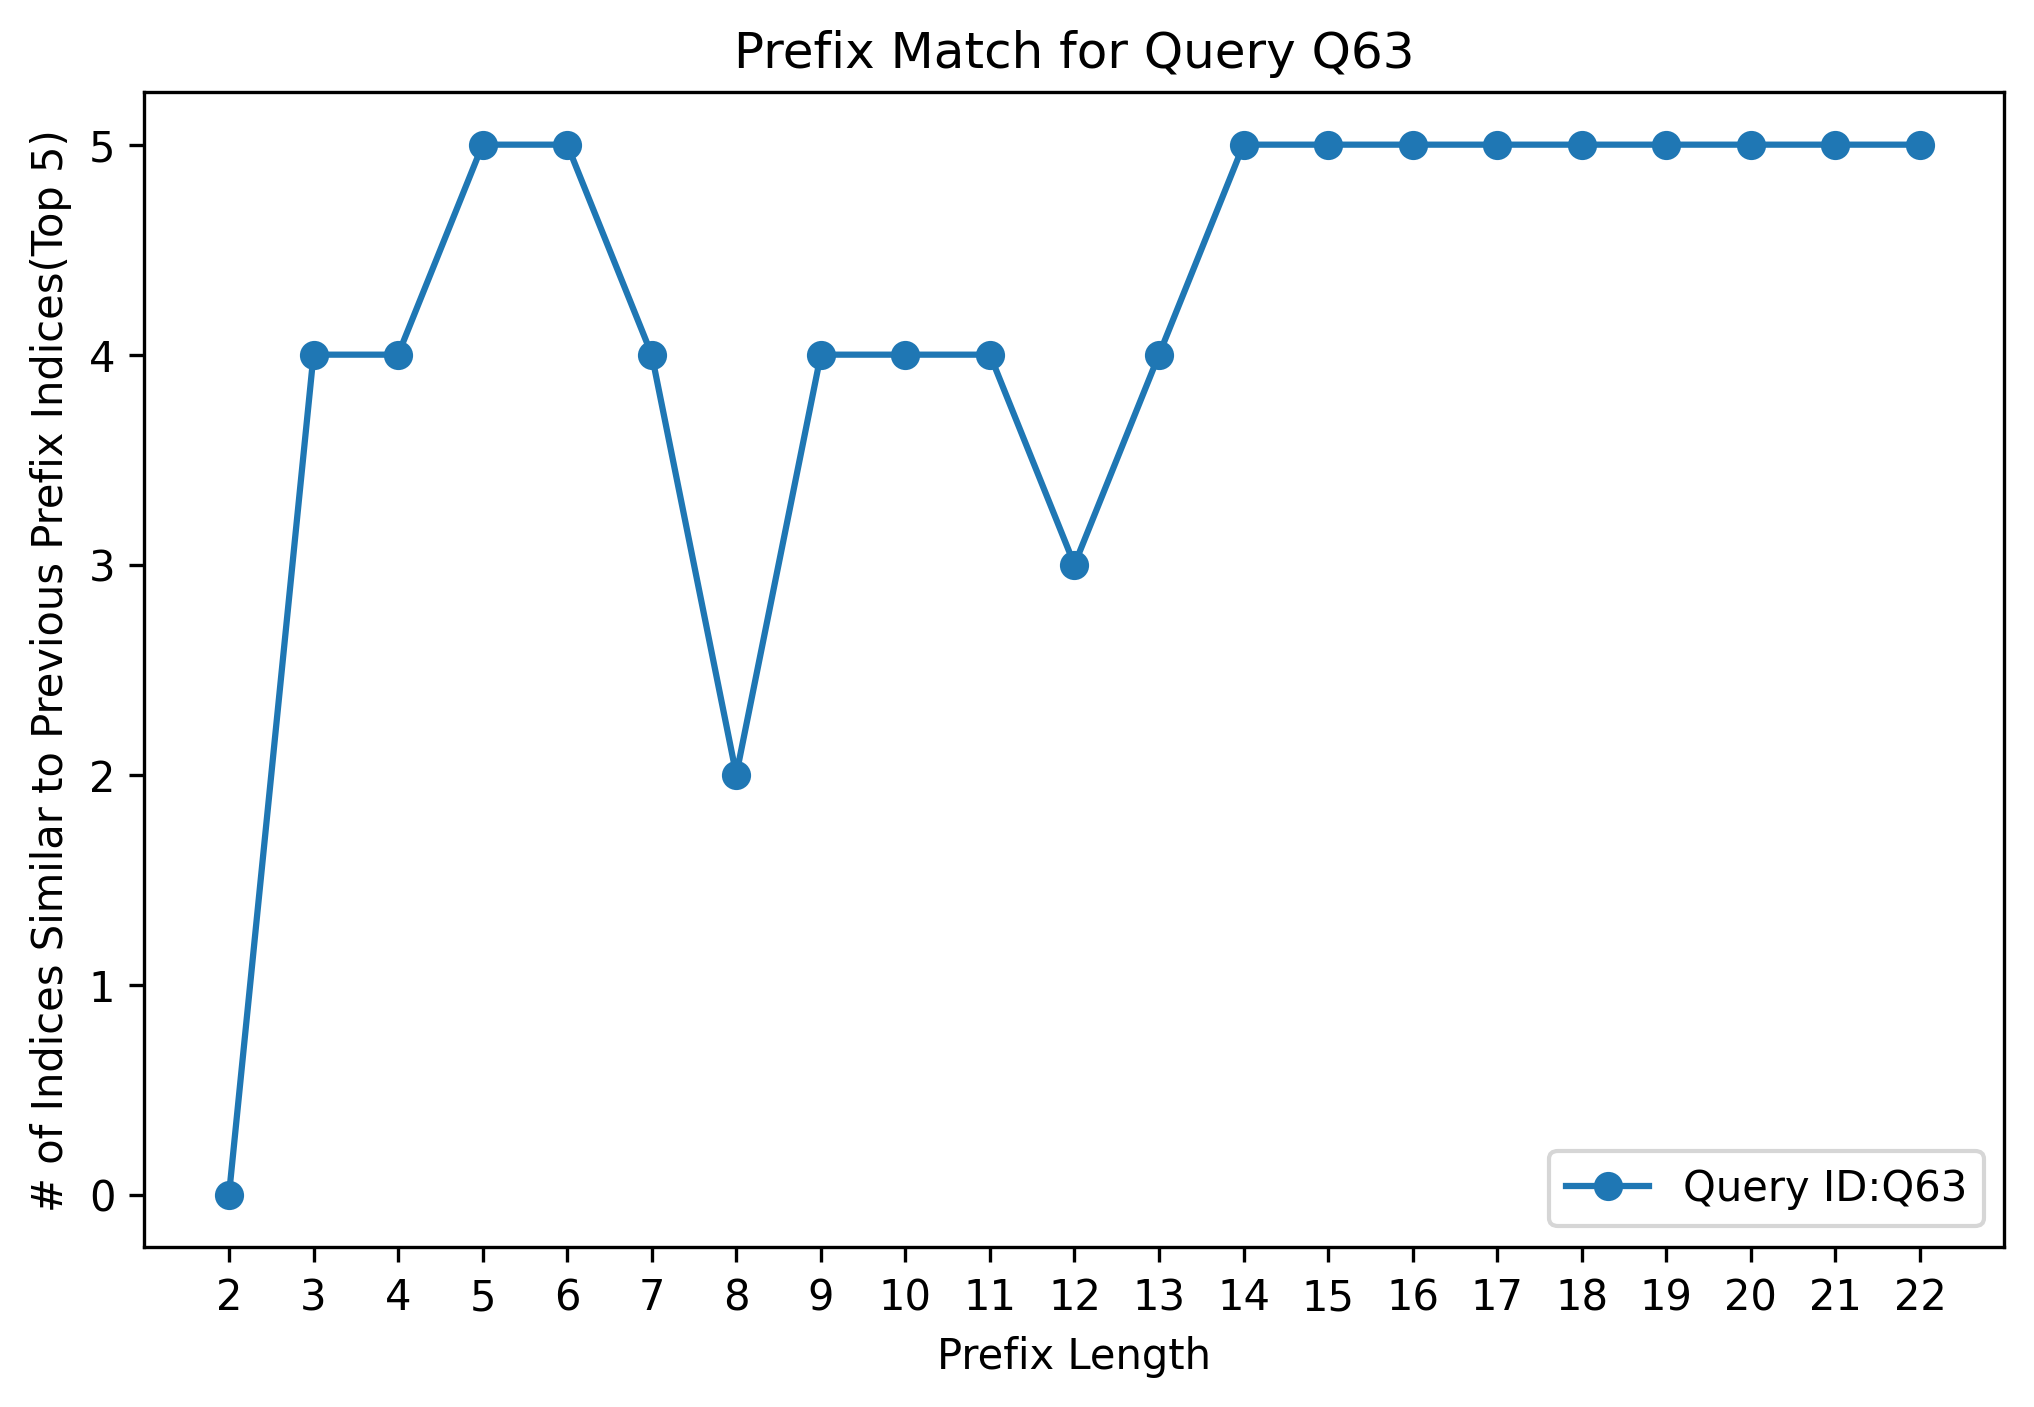 Prefix Match for Query Q63
# of Indices Similar to Previous Prefix Indices(Top 5)
5
4
3
2
1
0
2 3 4 5 6 7 8 9 10 11 12 13 14 15 16 17 18 19 20 21 22
Prefix Length
Query ID:Q63